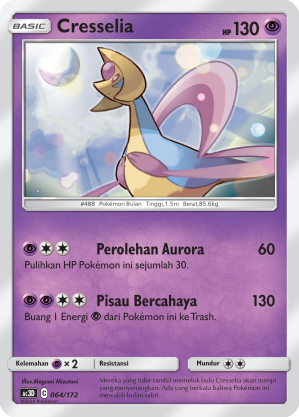 BASIC Cresselia HP 130
#488 Pokémon Bulan Tinggi,1.5m Berat,85.6kg
Perolehan Aurora 60
Pulihkan HP Pokémon ini sejumlah 30.
Pisau Bercahaya 130
Buang 1 Energi dari Pokémon ini ke Trash.
Kelemahan ×2 Resistansi Mundur
Illus.Megumi Mizutani
Mereka yang tidur sambil memeluk bulu Cresselia akan mimpi
menyenangkan. Ada yang berkata bahwa Pokémon ini
mewakili bulan sabit.
C 064/172